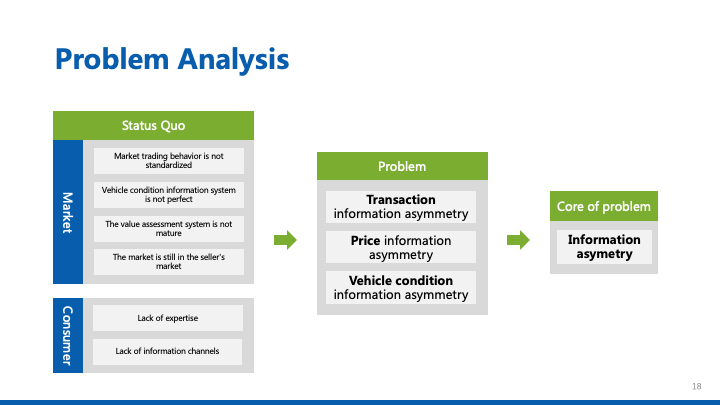 Problem Analysis
Status Quo
Market
Market trading behavior is not
standardized
Vehicle condition information system
is not perfect
The value assessment system is not
mature
The market is still in the seller's
market
Consumer
Lack of expertise
Lack of information channels
Problem
Transaction
information asymmetry
Price information
asymmetry
Vehicle condition
information asymmetry
Core of problem
Information
asymetry
18